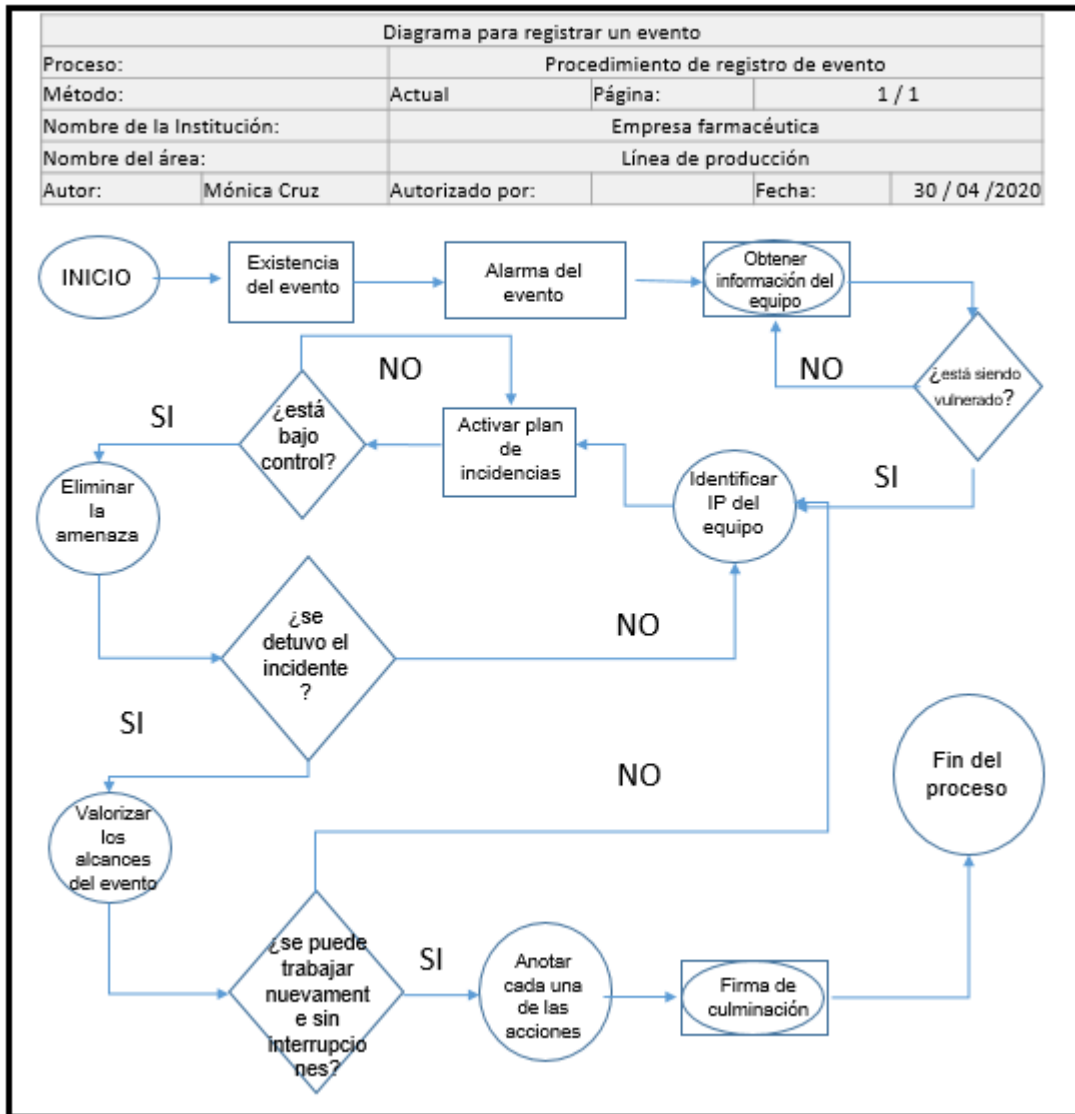 Diagrama para registrar un evento
Proceso: Procedimiento de registro de evento
Método: Actual Página: 1 / 1
Nombre de la Institución: Empresa farmacéutica
Nombre del área: Línea de producción
Autor: Mónica Cruz Autorizado por: Fecha: 30 / 04 /2020
INICIO
Existencia
del evento
Alarma del
evento
Obtener
información del
equipo
¿está siendo
vulnerado?
NO
SI
Identificar
IP del
equipo
Activar plan
de
incidencias
NO
¿está
bajo
control?
SI
Eliminar
la
amenaza
¿se
detuvo el
incidente
?
NO
SI
Valorizar
los
alcances
del evento
¿se puede
trabajar
nuevament
e sin
interrupcio
nes?
NO
SI
Anotar
cada una
de las
acciones
Firma de
culminación
Fin del
proceso